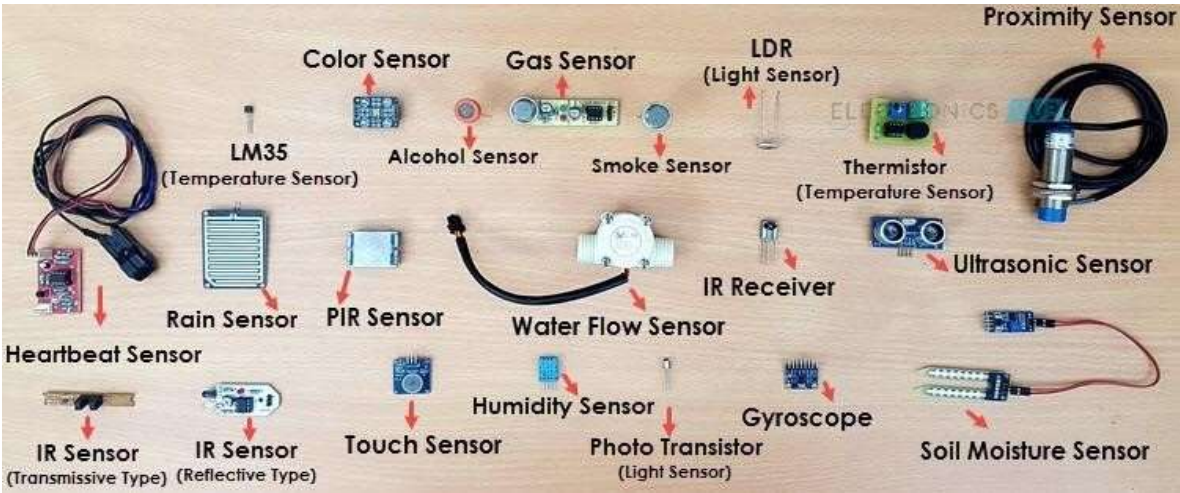 Proximity Sensor
Color Sensor
Gas Sensor
LDR
(Light Sensor)
ELECTRONICS HUB
Alcohol Sensor
Smoke Sensor
Thermistor
(Temperature Sensor)
LM35
(Temperature Sensor)
Ultrasonic Sensor
IR Receiver
Rain Sensor
PIR Sensor
Water Flow Sensor
Heartbeat Sensor
Humidity Sensor
Gyroscope
IR Sensor
(Transmissive Type)
IR Sensor
(Reflective Type)
Touch Sensor
Photo Transistor
(Light Sensor)
Soil Moisture Sensor